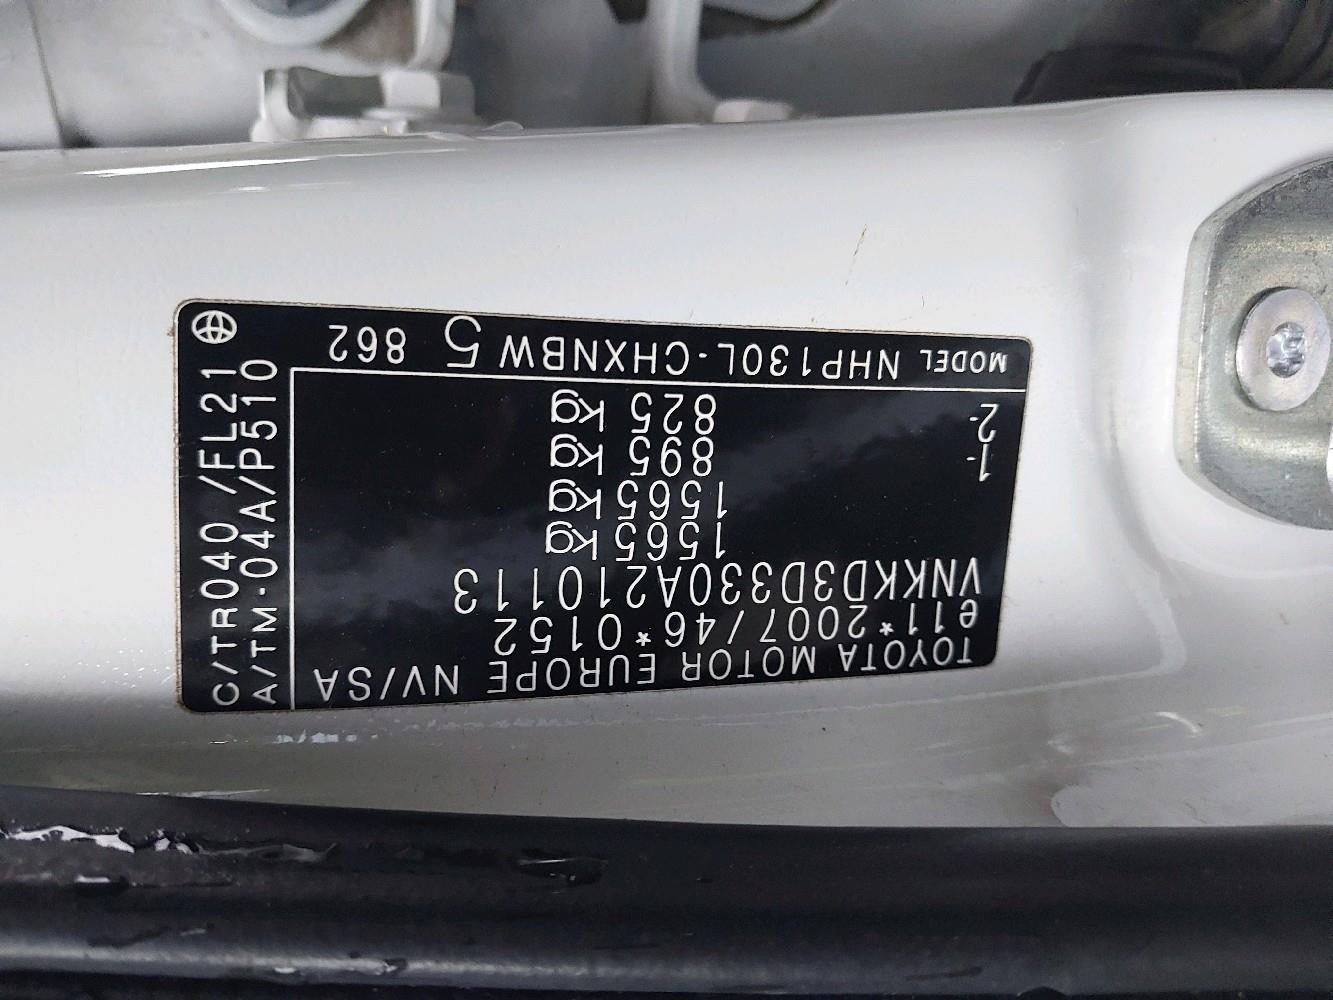 TOYOTA MOTOR EUROPE NV/SA
e11*2007/46*0152
VNKKD3D330A210113
1565 kg
1565 kg
1- 895 kg
2- 825 kg
MODEL NHP130L-CHXNBW 5 862
C/TR040 /FL21
A/TM-04A/P510